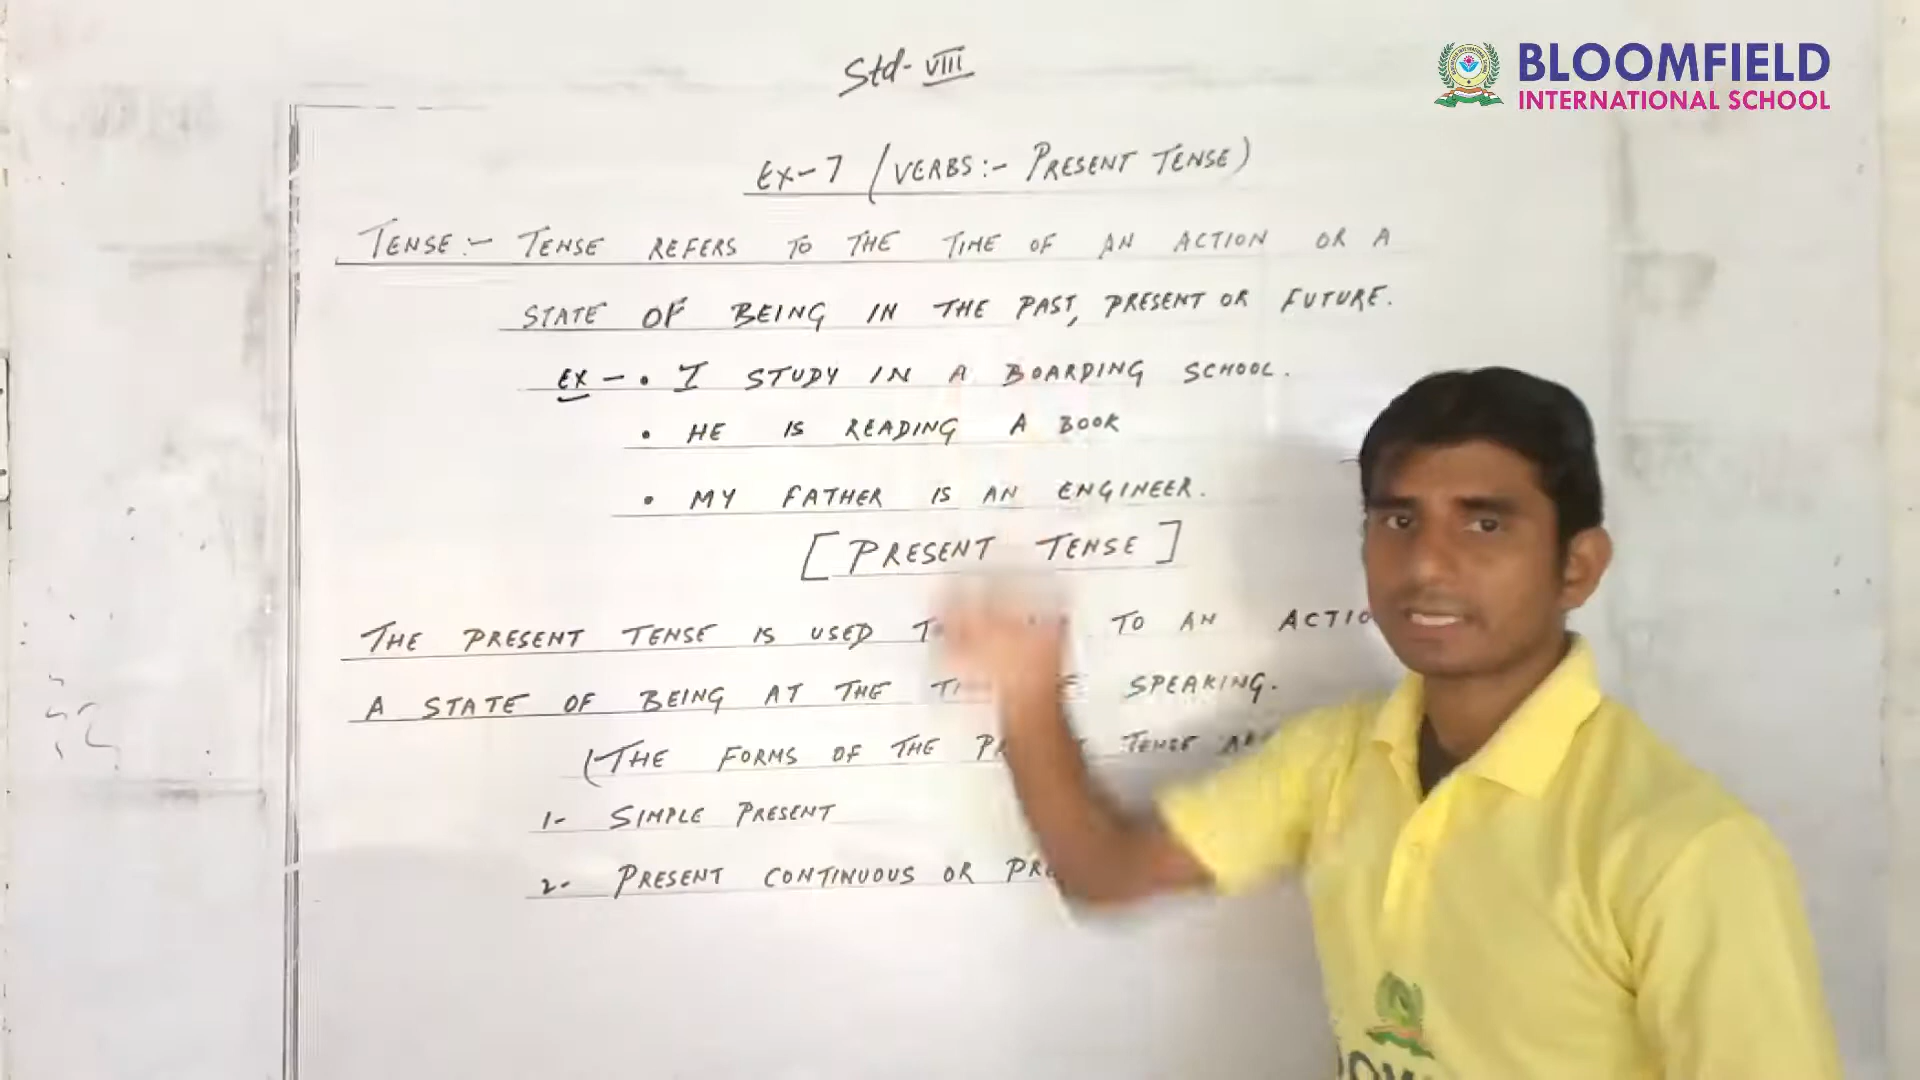 BLOOMFIELD
INTERNATIONAL SCHOOL
Std- VIII
EX-7 (VERBS:- PRESENT TENSE)
TENSE:- TENSE REFERS TO THE TIME OF AN ACTION OR A
STATE OF BEING IN THE PAST, PRESENT OR FUTURE.
EX - • I STUDY IN A BOARDING SCHOOL.
• HE IS READING A BOOK
• MY FATHER IS AN ENGINEER.
[PRESENT TENSE]
THE PRESENT TENSE IS USED TO AN
A STATE OF BEING AT THE SPEAKING.
(THE FORMS OF THE TENSE
1- SIMPLE PRESENT
2- PRESENT CONTINUOUS OR